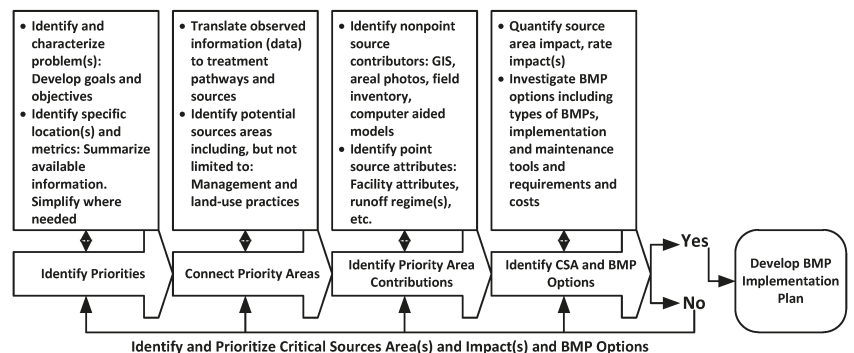 • Identify and
characterize
problem(s):
Develop goals and
objectives
• Identify specific
location(s) and
metrics: Summarize
available
information.
Simplify where
needed
• Translate observed
information (data)
to treatment
pathways and
sources
• Identify potential
sources areas
including, but not
limited to:
Management and
land-use practices
• Identify nonpoint
source
contributors: GIS,
areal photos, field
inventory,
computer aided
models
• Identify point
source attributes:
Facility attributes,
runoff regime(s),
etc.
• Quantify source
area impact, rate
impact(s)
• Investigate BMP
options including
types of BMPs,
implementation
and maintenance
tools and
requirements and
costs
Identify Priorities
Connect Priority Areas
Identify Priority Area
Contributions
Identify CSA and BMP
Options
Yes
No
Develop BMP
Implementation
Plan
Identify and Prioritize Critical Sources Area(s) and Impact(s) and BMP Options